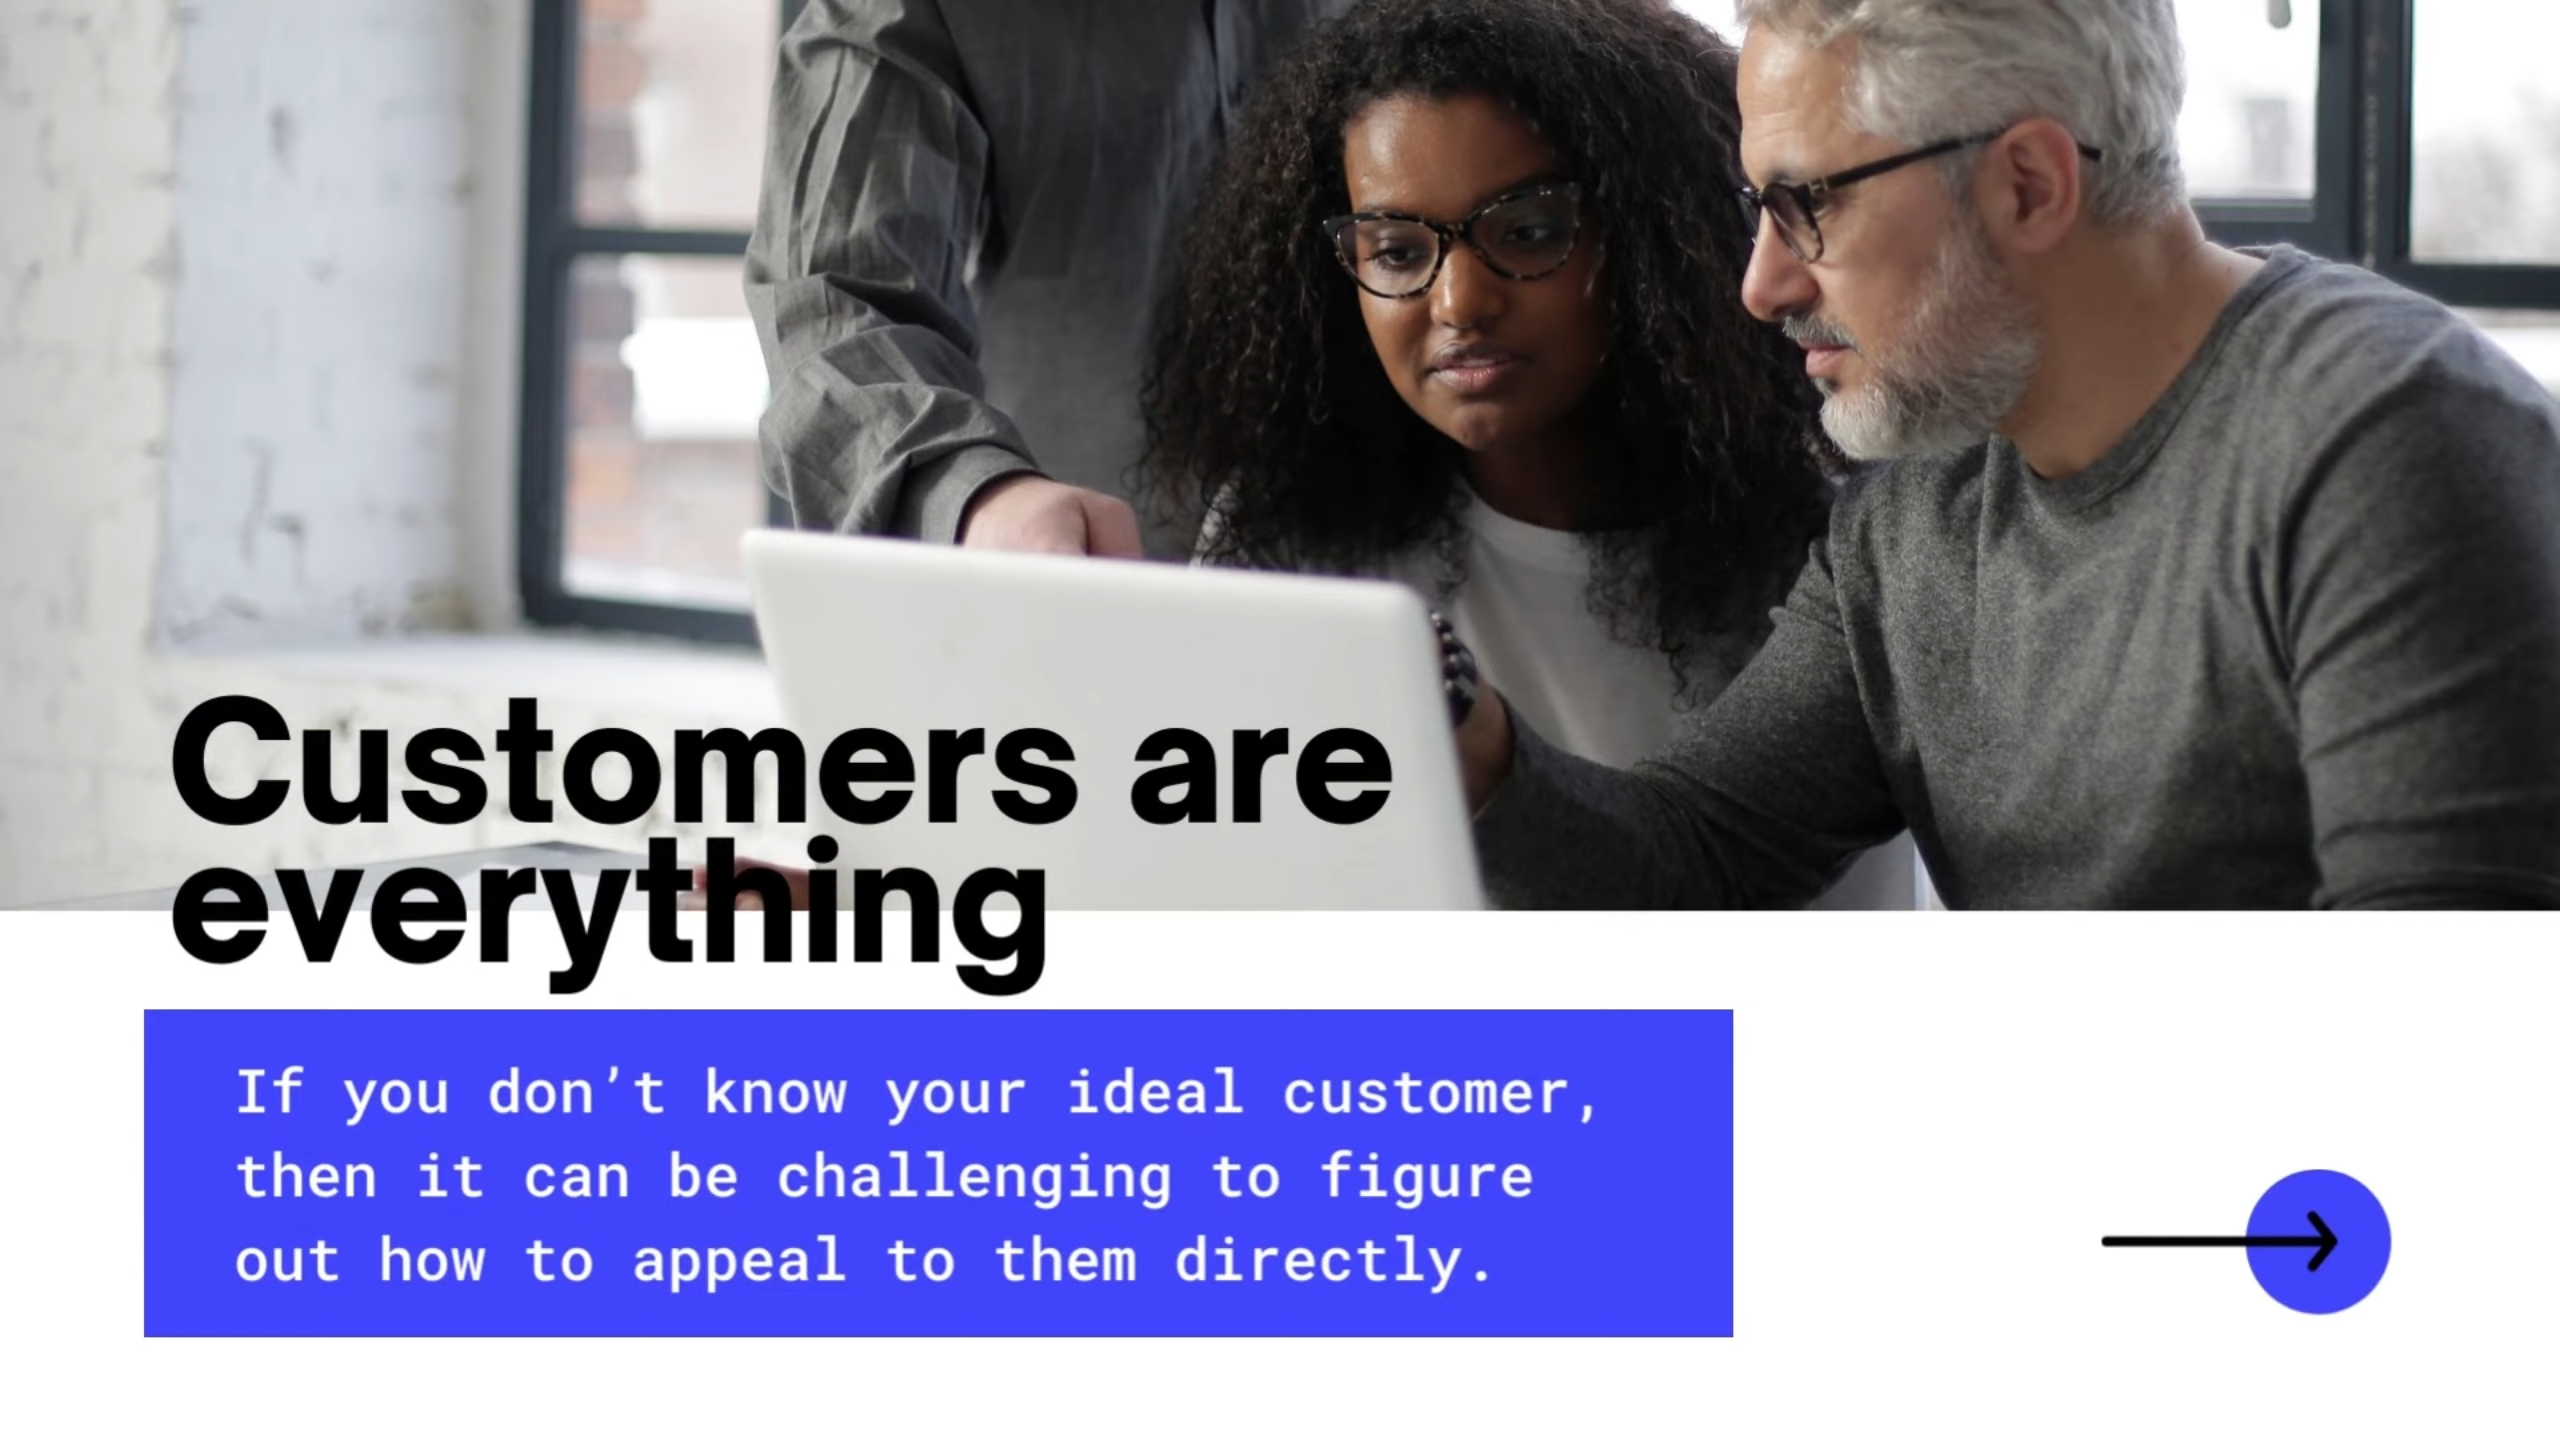 Customers are
everything
If you don’t know your ideal customer,
then it can be challenging to figure
out how to appeal to them directly.